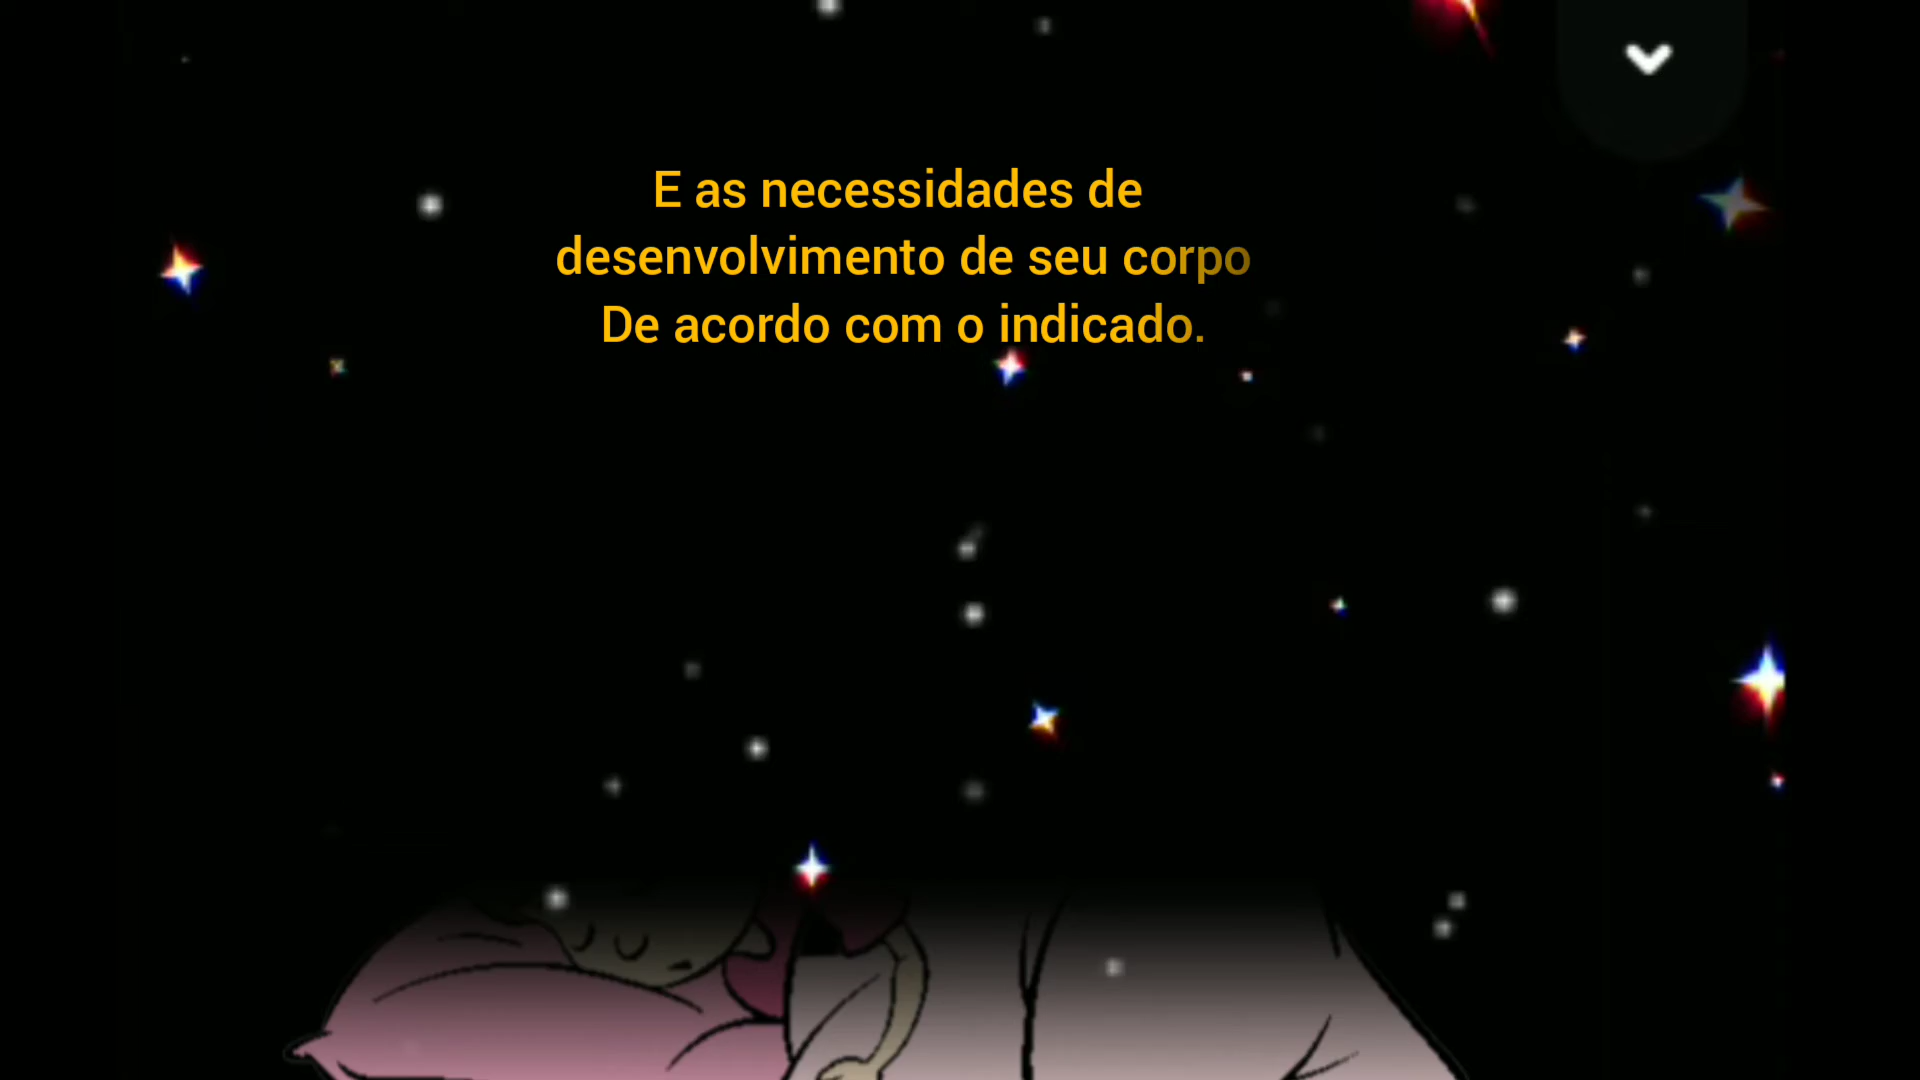 E as necessidades de
desenvolvimento de seu corpo
De acordo com o indicado.